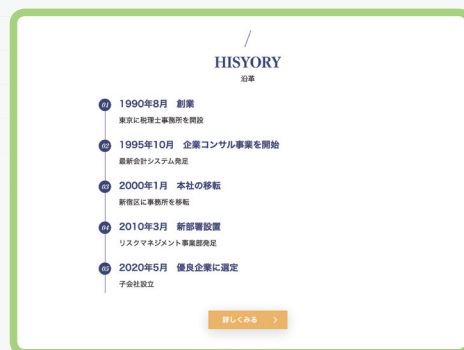 HISYORY
沿革
01 1990年8月 創業
東京に税理士事務所を開設
02 1995年10月 企業コンサル事業を開始
最新会計システム発足
03 2000年1月 本社の移転
新宿区に事務所を移転
04 2010年3月 新部署設置
リスクマネジメント事業部発足
05 2020年5月 優良企業に選定
子会社設立
詳しくみる